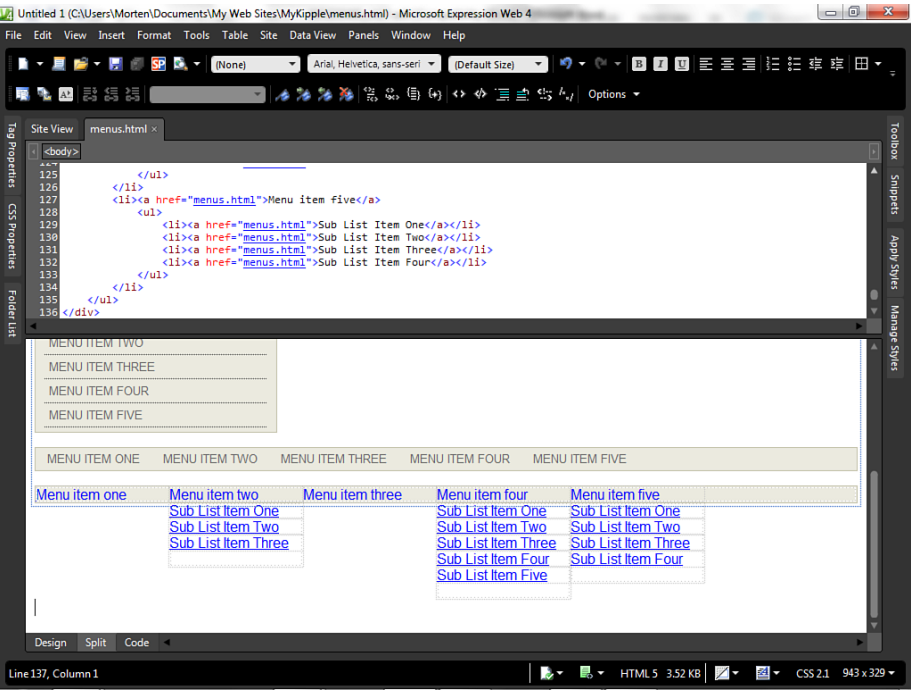 Untitled 1 (C:\Users\Morten\Documents\My Web Sites\MyKipple\menus.html) - Microsoft Expression Web 4
File Edit View Insert Format Tools Table Site Data View Panels Window Help
(None) Arial, Helvetica, sans-seri (Default Size) B I U
Options
Site View menus.html ×
<body>
Tag Properties
CSS Properties
Folder List
Toolbox
Snippets
Apply Styles
Manage Styles
124
125 </ul>
126 </li>
127 <li><a href="menus.html">Menu item five</a>
128 <ul>
129 <li><a href="menus.html">Sub List Item One</a></li>
130 <li><a href="menus.html">Sub List Item Two</a></li>
131 <li><a href="menus.html">Sub List Item Three</a></li>
132 <li><a href="menus.html">Sub List Item Four</a></li>
133 </ul>
134 </li>
135 </ul>
136 </div>
MENU ITEM TWO
MENU ITEM THREE
MENU ITEM FOUR
MENU ITEM FIVE
MENU ITEM ONE MENU ITEM TWO MENU ITEM THREE MENU ITEM FOUR MENU ITEM FIVE
Menu item one Menu item two Menu item three Menu item four Menu item five
Sub List Item One Sub List Item One Sub List Item One
Sub List Item Two Sub List Item Two Sub List Item Two
Sub List Item Three Sub List Item Three Sub List Item Three
Sub List Item Four Sub List Item Four
Sub List Item Five
Design Split Code
Line 137, Column 1 HTML 5 3.52 KB CSS 2.1 943 x 329